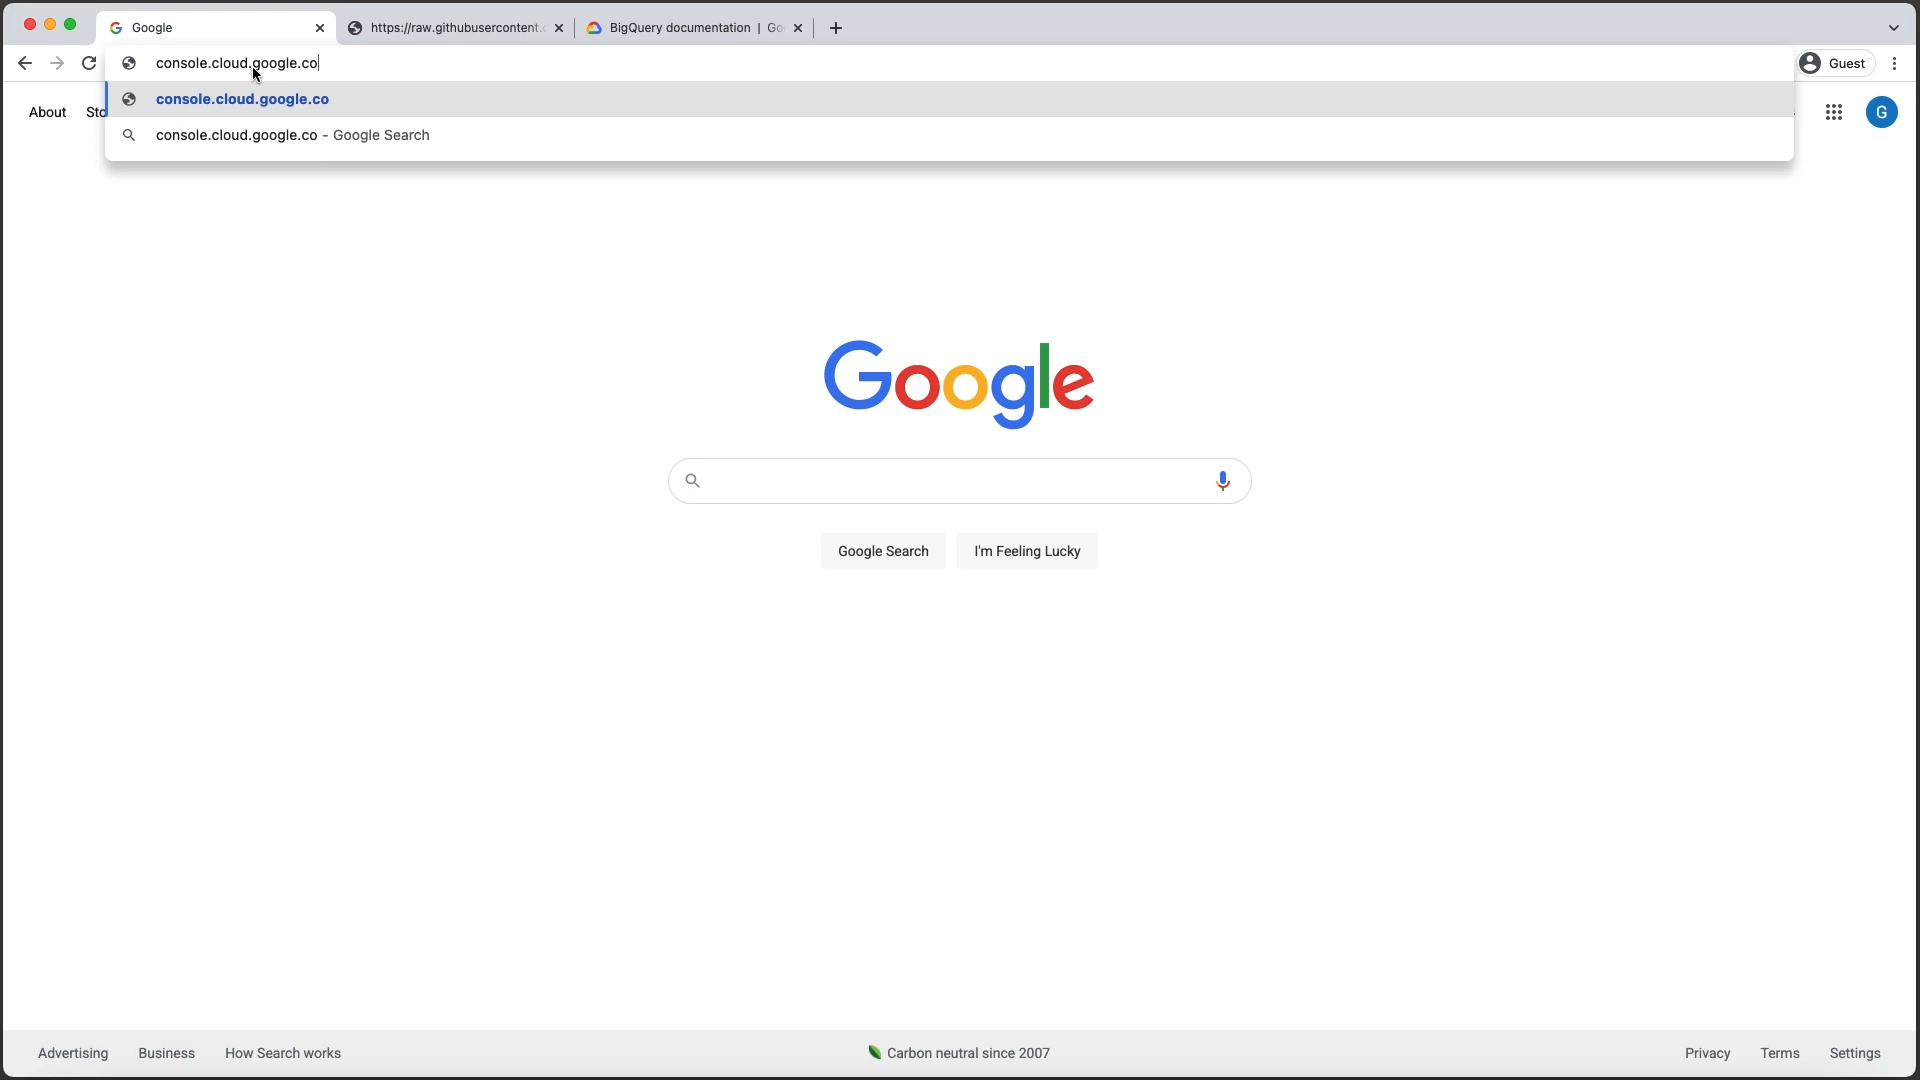 Google
https://raw.githubusercontent.
BigQuery documentation | Go
console.cloud.google.co
Guest
console.cloud.google.co
console.cloud.google.co - Google Search
About
Sto
G
Google
Google Search
I'm Feeling Lucky
Advertising
Business
How Search works
Carbon neutral since 2007
Privacy
Terms
Settings